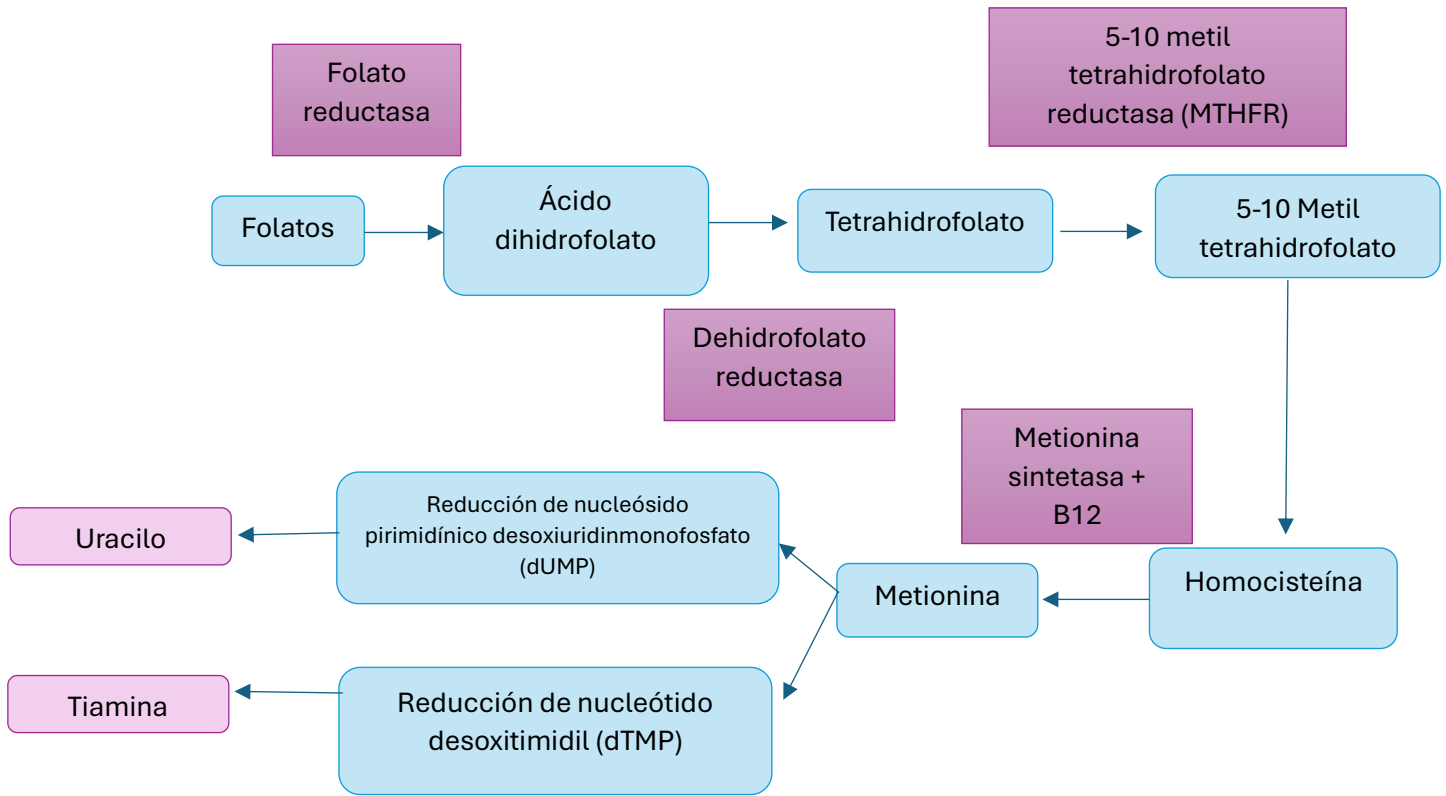 Folato
reductasa
5-10 metil
tetrahidrofolato
reductasa (MTHFR)
Folatos
Ácido
dihidrofolato
Tetrahidrofolato
5-10 Metil
tetrahidrofolato
Dehidrofolato
reductasa
Metionina
sintetasa +
B12
Uracilo
Reducción de nucleósido
pirimidínico desoxiuridinmonofosfato
(dUMP)
Metionina
Homocisteína
Tiamina
Reducción de nucleótido
desoxitimidil (dTMP)